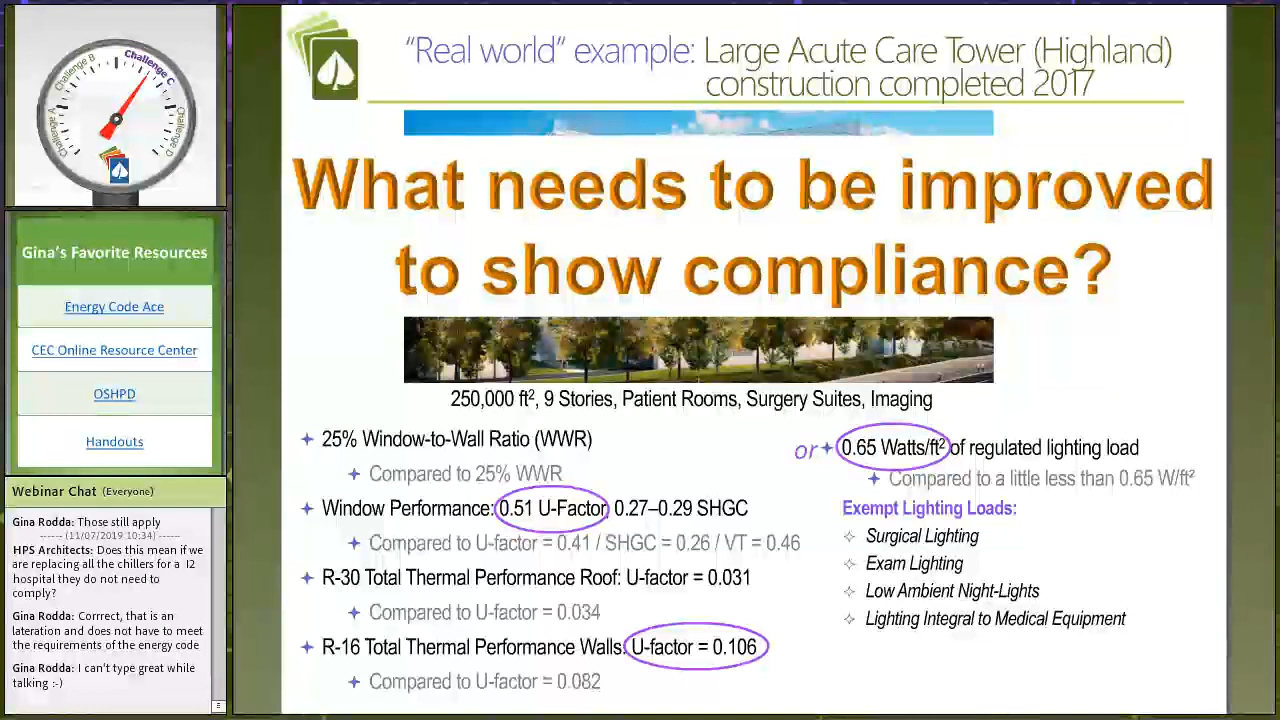 Challenge A
Challenge B
Challenge C
Challenge D
Gina's Favorite Resources
Energy Code Ace
CEC Online Resource Center
OSHPD
Handouts
Webinar Chat (Everyone)
Gina Rodda: Those still apply
------ (11/07/2019 10:34) ------
HPS Architects: Does this mean if we
are replacing all the chillers for a I2
hospital they do not need to
comply?
Gina Rodda: Corrrect, that is an
lateration and does not have to meet
the requirements of the energy code
Gina Rodda: I can't type great while
talking :-)
“Real world” example: Large Acute Care Tower (Highland)
construction completed 2017
What needs to be improved
to show compliance?
250,000 ft², 9 Stories, Patient Rooms, Surgery Suites, Imaging
25% Window-to-Wall Ratio (WWR)
Compared to 25% WWR
Window Performance: 0.51 U-Factor, 0.27–0.29 SHGC
Compared to U-factor = 0.41 / SHGC = 0.26 / VT = 0.46
R-30 Total Thermal Performance Roof: U-factor = 0.031
Compared to U-factor = 0.034
R-16 Total Thermal Performance Walls: U-factor = 0.106
Compared to U-factor = 0.082
or 0.65 Watts/ft² of regulated lighting load
Compared to a little less than 0.65 W/ft²
Exempt Lighting Loads:
Surgical Lighting
Exam Lighting
Low Ambient Night-Lights
Lighting Integral to Medical Equipment